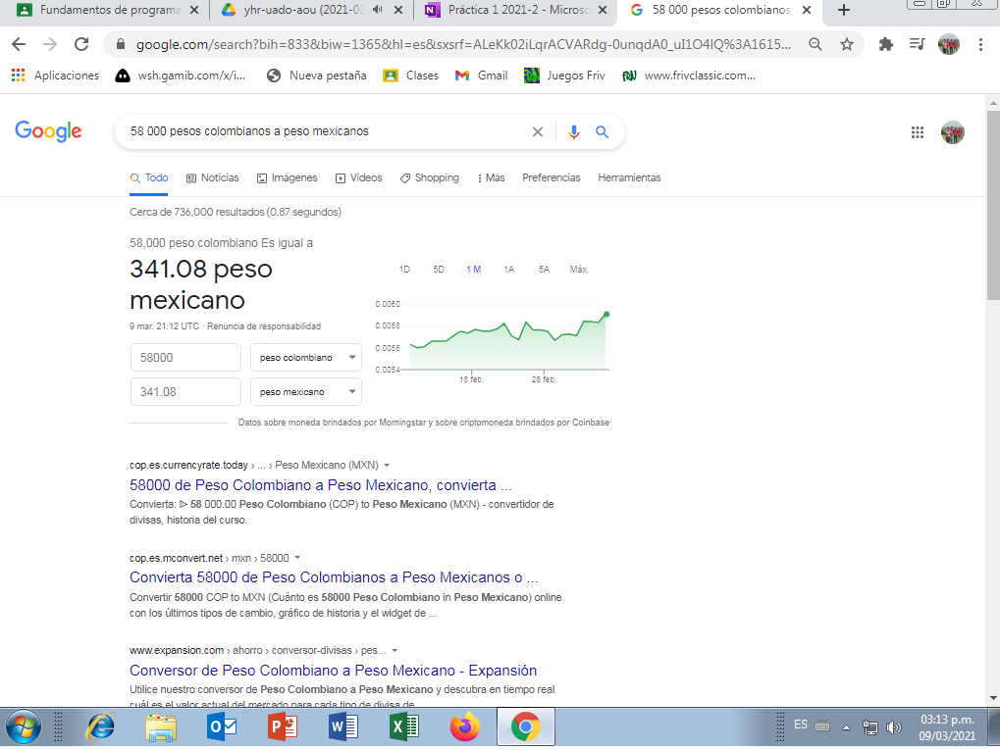 Fundamentos de programa
yhr-uado-aou (2021-03
Práctica 1 2021-2 - Microso
58 000 pesos colombianos
google.com/search?bih=833&biw=1365&hl=es&sxsrf=ALeKk02iLqrACVARdg-0unqdA0_uI1O4lQ%3A1615...
Aplicaciones
wsh.gamib.com/x/i...
Nueva pestaña
Clases
Gmail
Juegos Friv
www.frivclassic.com...
Google
58 000 pesos colombianos a peso mexicanos
Todo
Noticias
Imágenes
Vídeos
Shopping
Más
Preferencias
Herramientas
Cerca de 736,000 resultados (0.87 segundos)
58,000 peso colombiano Es igual a
341.08 peso
mexicano
9 mar. 21:12 UTC · Renuncia de responsabilidad
58000
peso colombiano
341.08
peso mexicano
1D
5D
1 M
1A
5A
Máx.
0.0060
0.0058
0.0056
0.0054
18 feb.
26 feb.
Datos sobre moneda brindados por Morningstar y sobre criptomoneda brindados por Coinbase
cop.es.currencyrate.today › ... › Peso Mexicano (MXN)
58000 de Peso Colombiano a Peso Mexicano, convierta ...
Convierta: ᐉ 58 000.00 Peso Colombiano (COP) to Peso Mexicano (MXN) - convertidor de
divisas, historia del curso.
cop.es.mconvert.net › mxn › 58000
Convierta 58000 de Peso Colombianos a Peso Mexicanos o ...
Convertir 58000 COP to MXN (Cuánto es 58000 Peso Colombiano in Peso Mexicano) online
con los últimos tipos de cambio, gráfico de historia y el widget de ...
www.expansion.com › ahorro › conversor-divisas › pes...
Conversor de Peso Colombiano a Peso Mexicano - Expansión
Utilice nuestro conversor de Peso Colombiano a Peso Mexicano y descubra en tiempo real
cuál es el valor actual del mercado para cada tipo de divisa de
ES
03:13 p.m.
09/03/2021